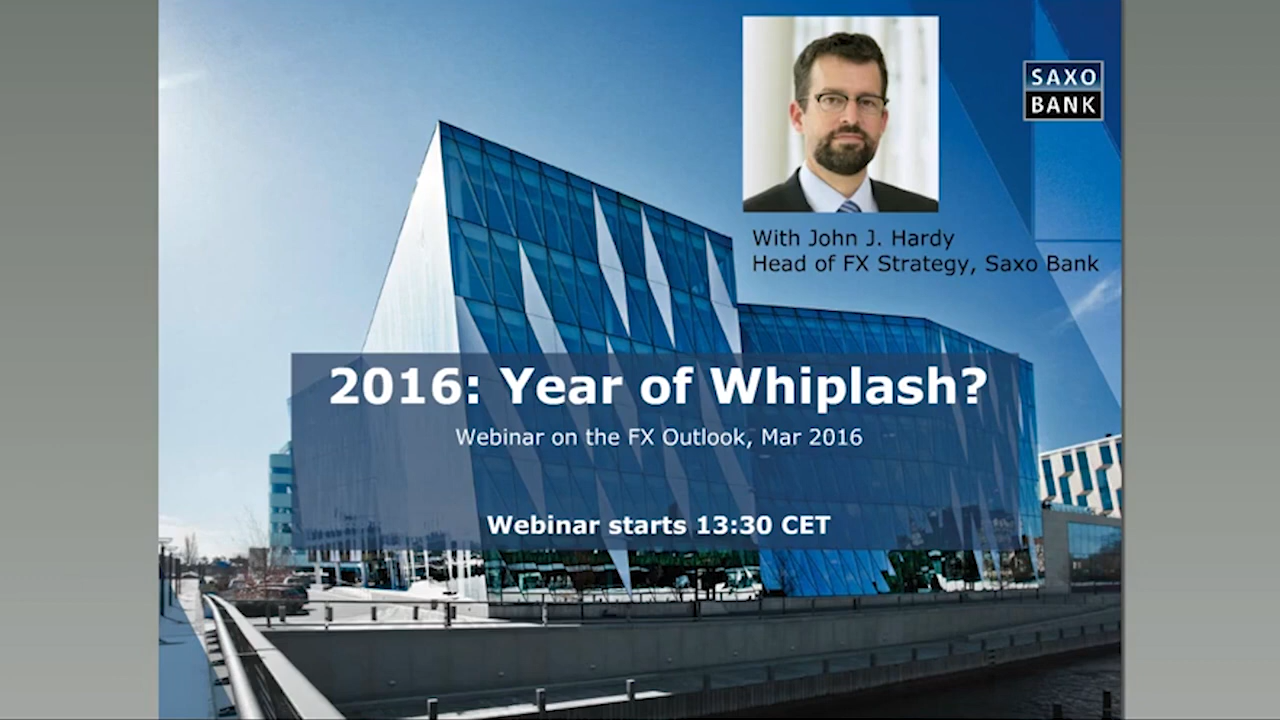 SAXO
BANK
With John J. Hardy
Head of FX Strategy, Saxo Bank
2016: Year of Whiplash?
Webinar on the FX Outlook, Mar 2016
Webinar starts 13:30 CET